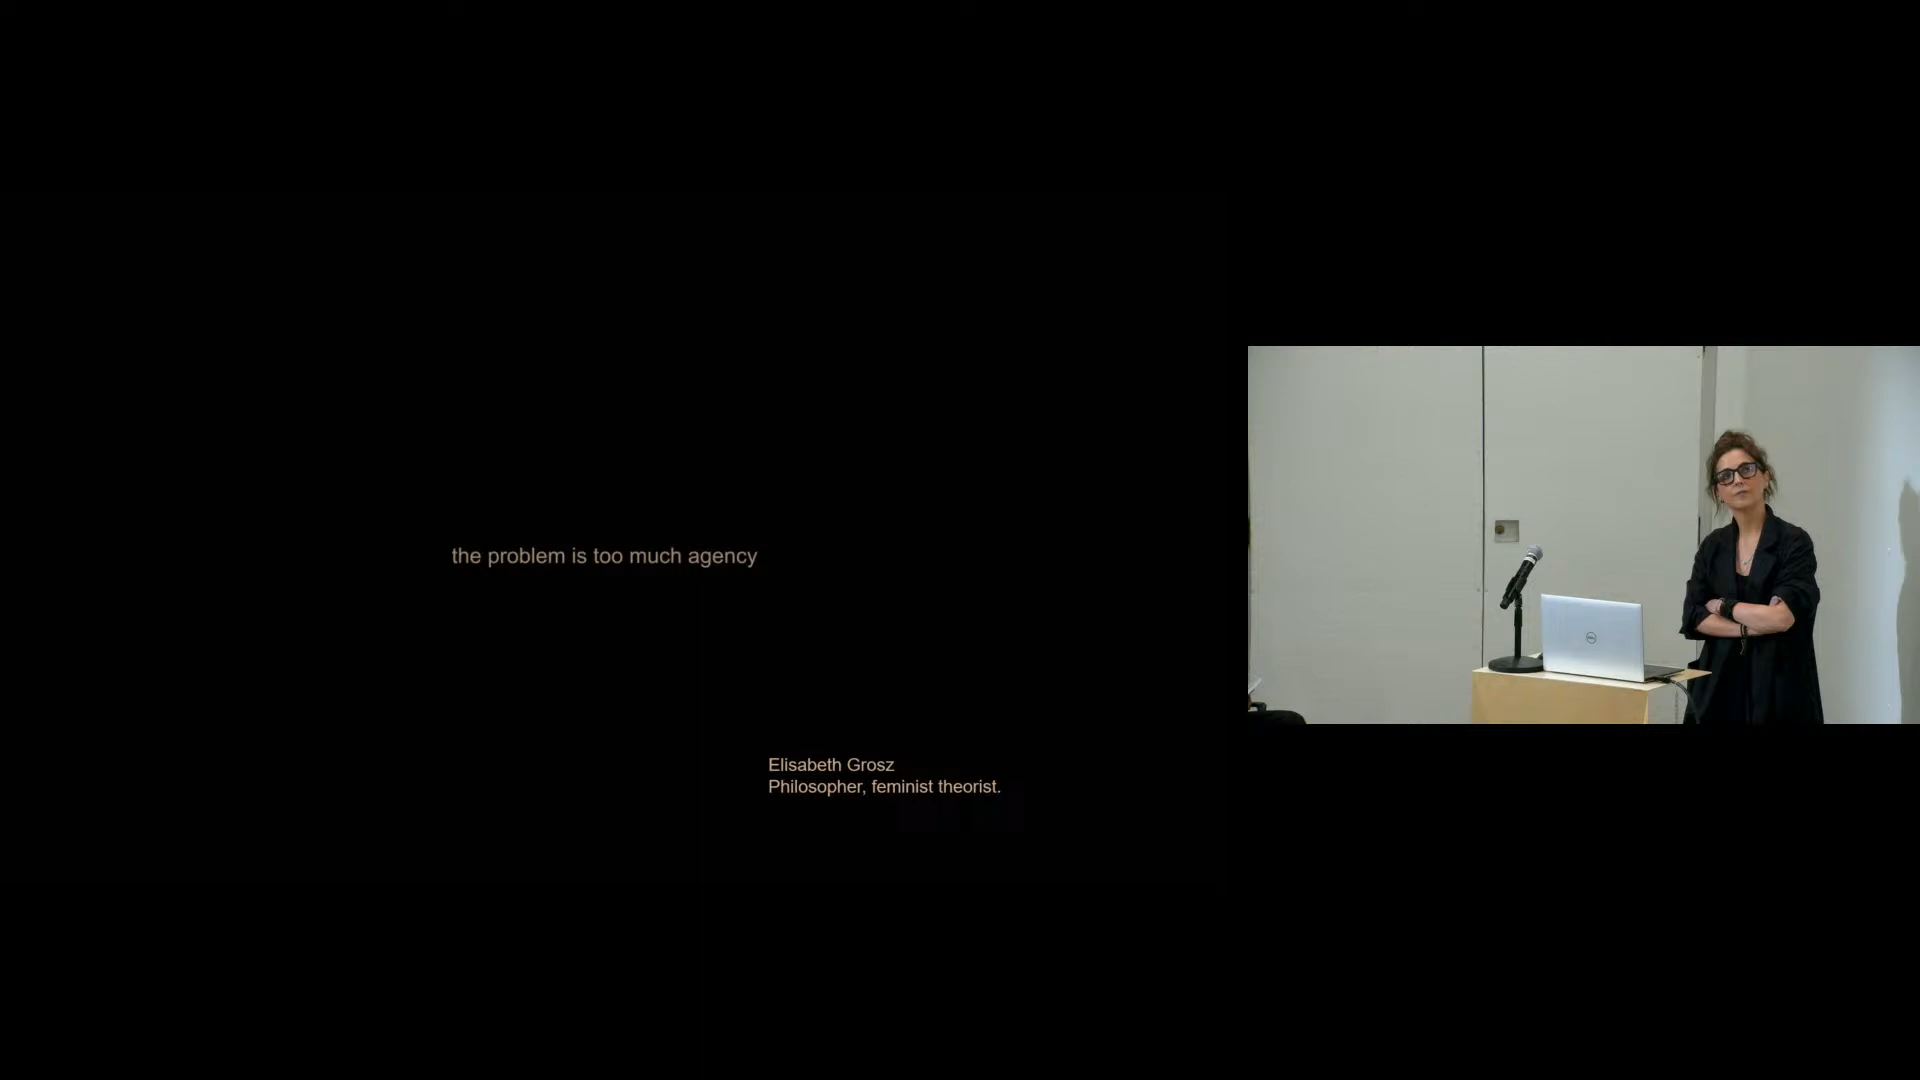 the problem is too much agency
Elisabeth Grosz
Philosopher, feminist theorist.